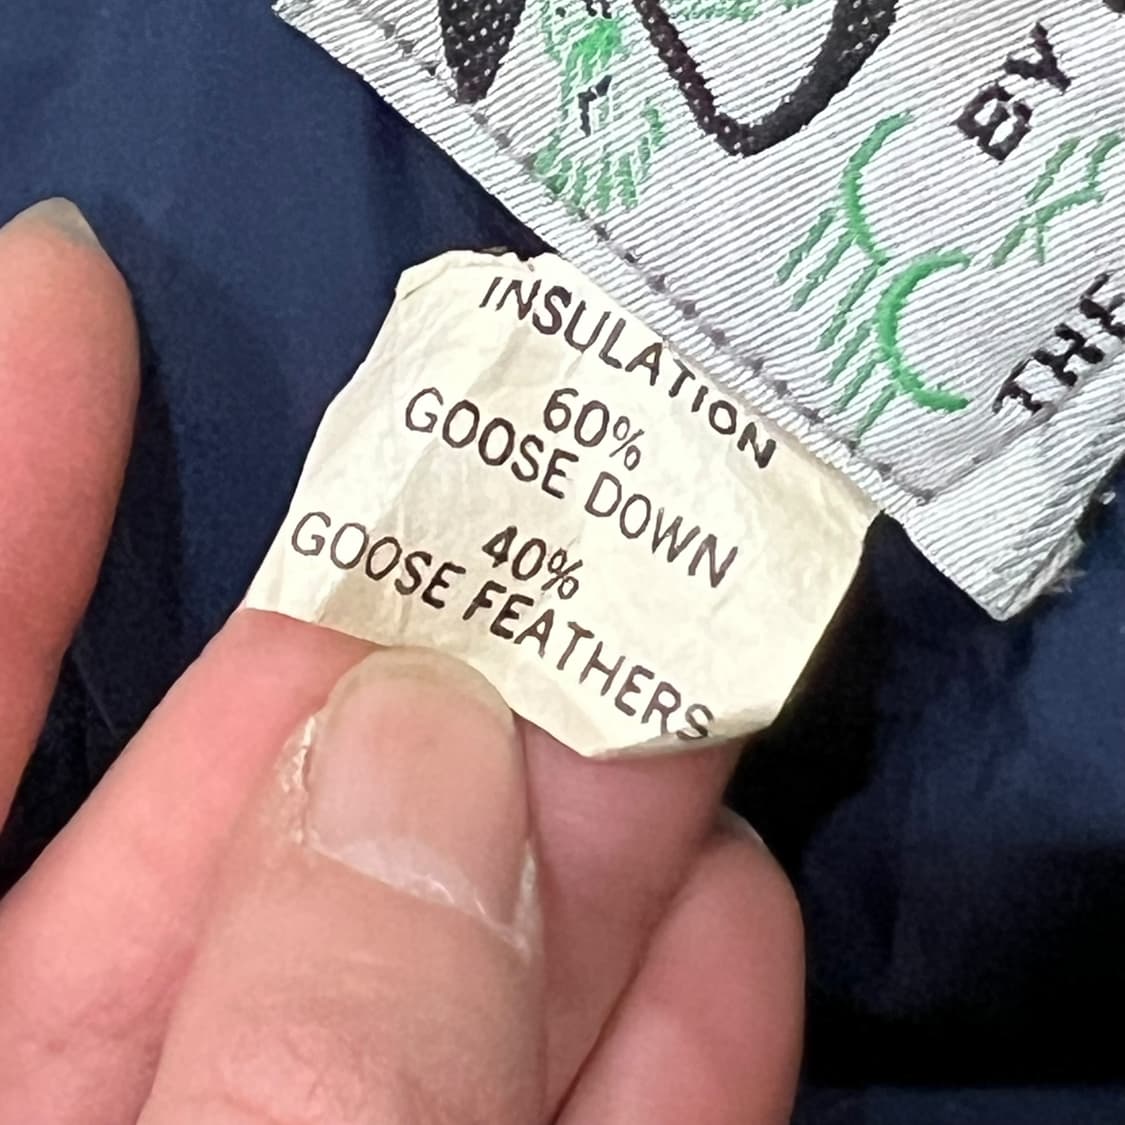 BY
THE
INSULATION
60%
GOOSE DOWN
40%
GOOSE FEATHERS